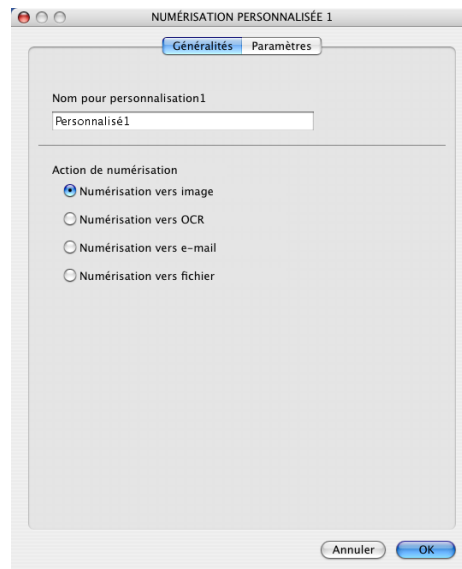 NUMÉRISATION PERSONNALISÉE 1
Généralités Paramètres
Nom pour personnalisation1
Personnalisé1
Action de numérisation
Numérisation vers image
Numérisation vers OCR
Numérisation vers e-mail
Numérisation vers fichier
Annuler OK